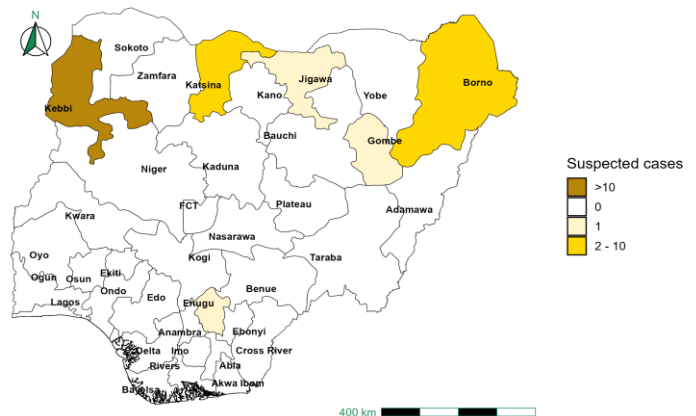 N
Sokoto
Zamfara
Katsina
Jigawa
Kano
Yobe
Borno
Kebbi
Bauchi
Gombe
Niger
Kaduna
FCT
Plateau
Adamawa
Kwara
Nasarawa
Oyo
Kogi
Taraba
Ogun
Osun
Ekiti
Ondo
Lagos
Edo
Enugu
Benue
Anambra
Ebonyi
Delta
Imo
Cross River
Rivers
Abia
Bayelsa
Akwa Ibom
Suspected cases
>10
0
1
2 - 10
400 km